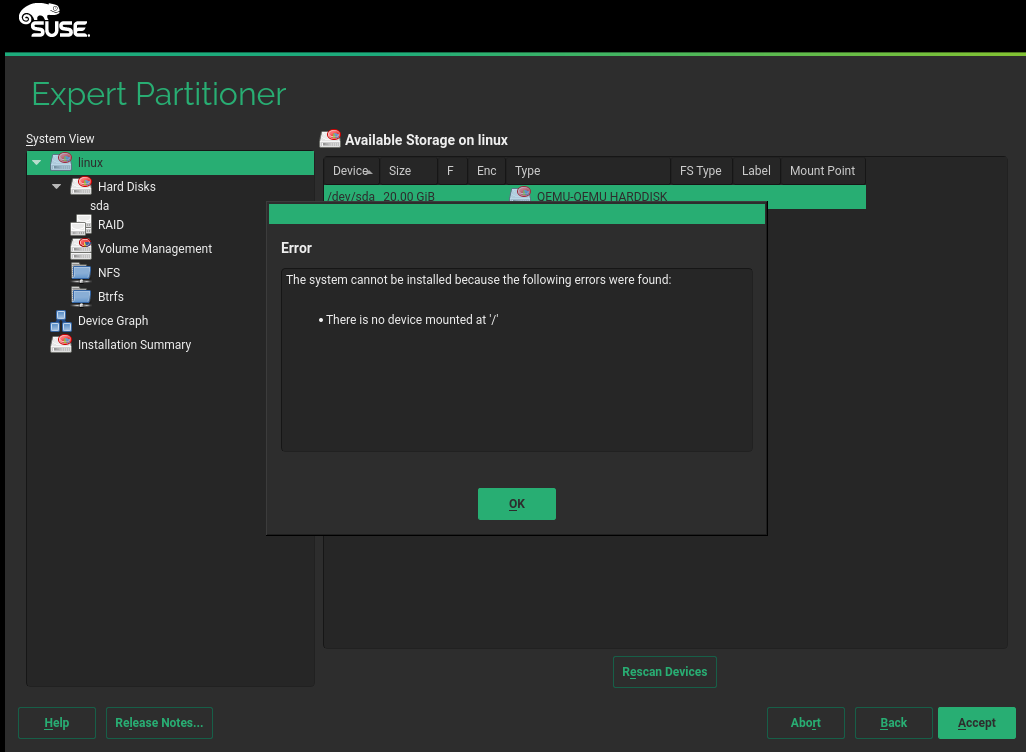 SUSE.
Expert Partitioner
System View
Available Storage on linux
linux
Hard Disks
sda
RAID
Volume Management
NFS
Btrfs
Device Graph
Installation Summary
Device Size F Enc Type FS Type Label Mount Point
/dev/sda 20.00 GiB QEMU-QEMU HARDDISK
Error
The system cannot be installed because the following errors were found:
• There is no device mounted at '/'
OK
Rescan Devices
Help Release Notes... Abort Back Accept